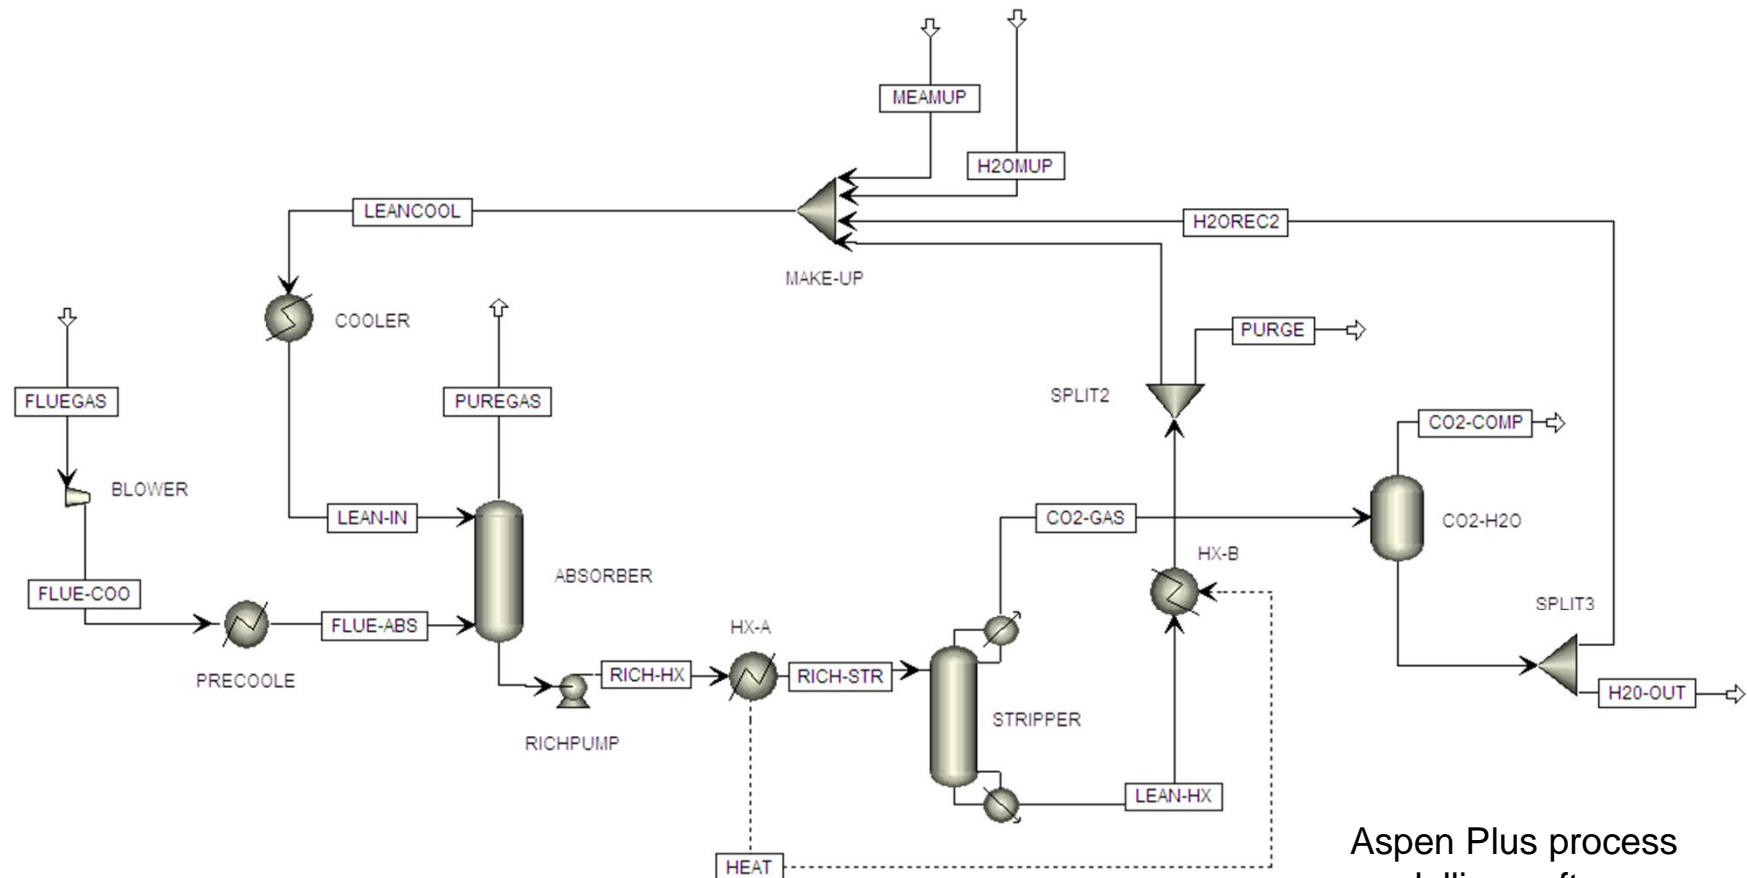 MEAMUP
H2OMUP
LEANCOOL
H2OREC2
MAKE-UP
COOLER
PURGE
FLUEGAS
PUREGAS
SPLIT2
CO2-COMP
BLOWER
LEAN-IN
CO2-GAS
CO2-H2O
HX-B
ABSORBER
FLUE-COO
SPLIT3
FLUE-ABS
HX-A
PRECOOLE
RICH-HX
RICH-STR
H20-OUT
STRIPPER
RICHPUMP
LEAN-HX
Aspen Plus process
HEAT